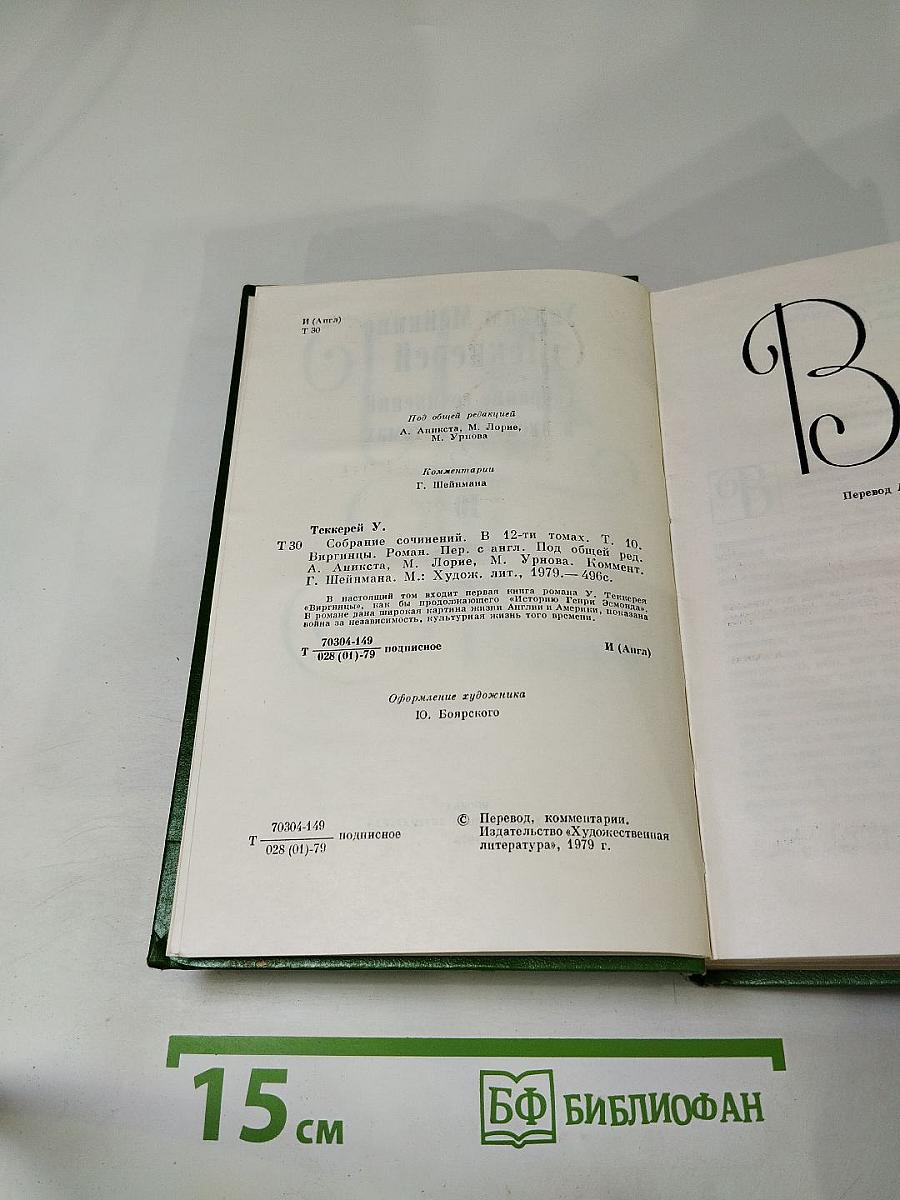 И (Англ)
Т 30
Под общей редакцией
А. Аникста, М. Лорие,
М. Урнова
Комментарии
Г. Шейнмана
Теккерей У.
Т 30 Собрание сочинений. В 12-ти томах. Т. 10.
Виргинцы. Роман. Пер. с англ. Под общей ред.
А. Аникста, М. Лорие, М. Урнова. Коммент.
Г. Шейнмана. М.: Худож. лит., 1979.— 496с.
В настоящий том входит первая книга романа У. Теккерея
«Виргинцы», как бы продолжающего «Историю Генри Эсмонда».
В романе дана широкая картина жизни Англии и Америки, показана
война за независимость, культурная жизнь того времени.
70304-149
Т подписное И (Англ)
028 (01)-79
Оформление художника
Ю. Боярского
70304-149
Т подписное
028 (01)-79
© Перевод, комментарии.
Издательство «Художественная
литература», 1979 г.
В
Перевод
15 см
БФ БИБЛИОФАН